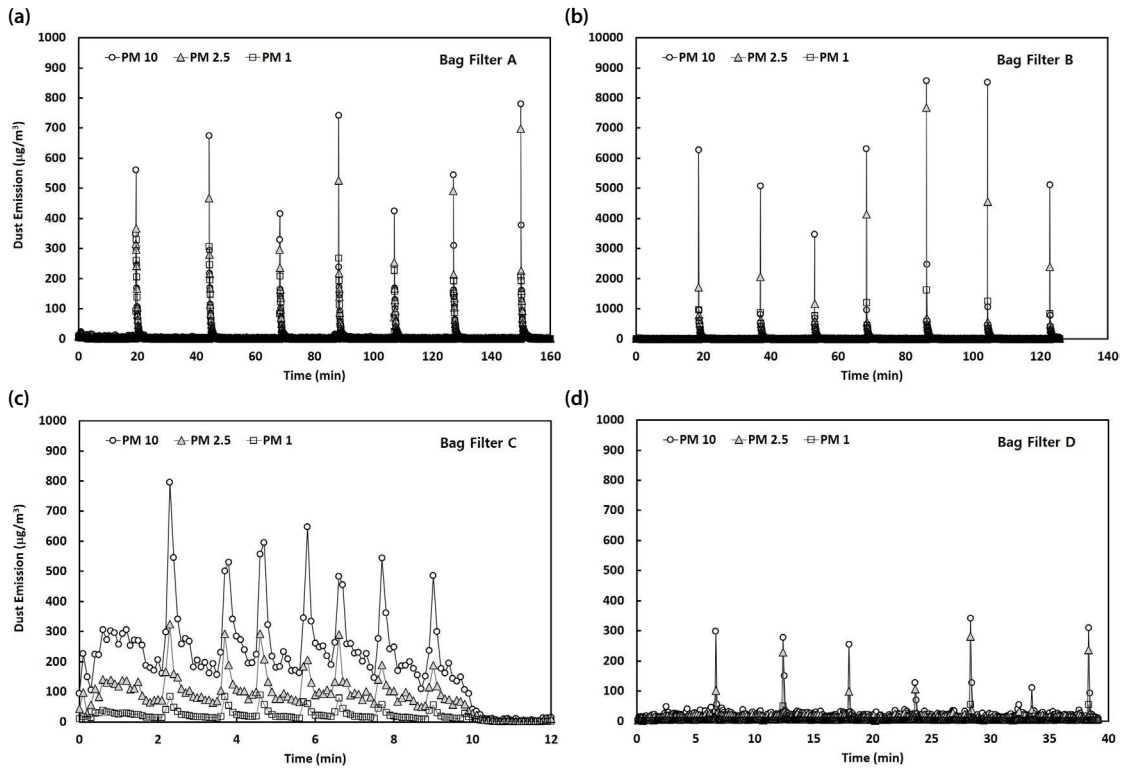 (a)
1000
900
800
700
600
500
400
300
200
100
0
Dust Emission (μg/m³)
PM 10 PM 2.5 PM 1
Bag Filter A
0 20 40 60 80 100 120 140 160
Time (min)
(b)
10000
9000
8000
7000
6000
5000
4000
3000
2000
1000
0
PM 10 PM 2.5 PM 1
Bag Filter B
0 20 40 60 80 100 120 140
Time (min)
(c)
1000
900
800
700
600
500
400
300
200
100
0
Dust Emission (μg/m³)
PM 10 PM 2.5 PM 1
Bag Filter C
0 2 4 6 8 10 12
Time (min)
(d)
1000
900
800
700
600
500
400
300
200
100
0
PM 10 PM 2.5 PM 1
Bag Filter D
0 5 10 15 20 25 30 35 40
Time (min)